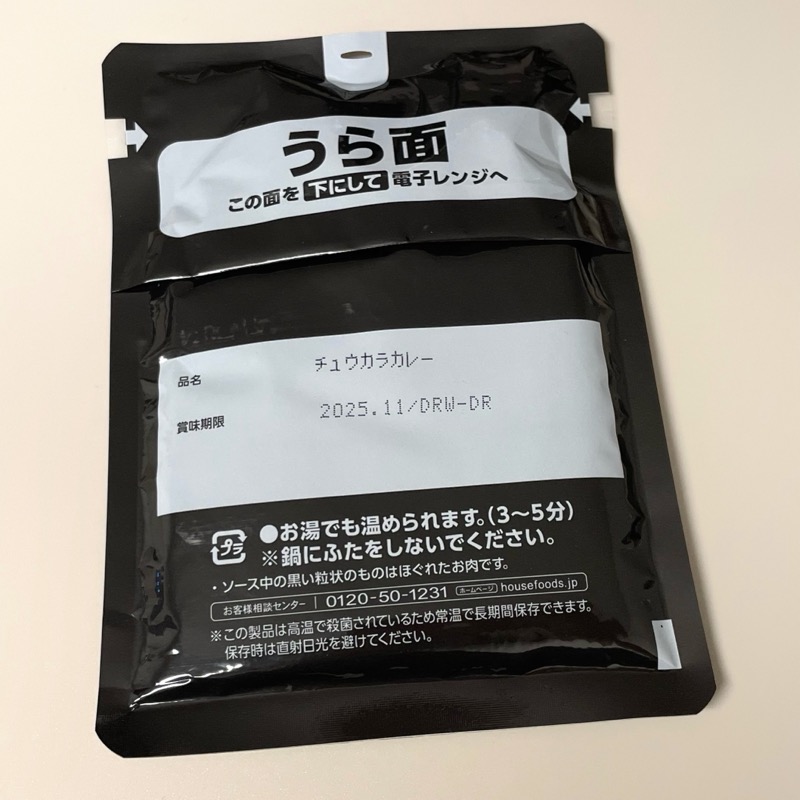 うら面
この面を 下にして 電子レンジへ
品名 チュウカラカレー
賞味期限 2025.11/DRW-DR
プラ
●お湯でも温められます。(3〜5分)
※鍋にふたをしないでください。
・ソース中の黒い粒状のものはほぐれたお肉です。
お客様相談センター 0120-50-1231 ホームページ housefoods.jp
※この製品は高温で殺菌されているため常温で長期間保存できます。
保存時は直射日光を避けてください。